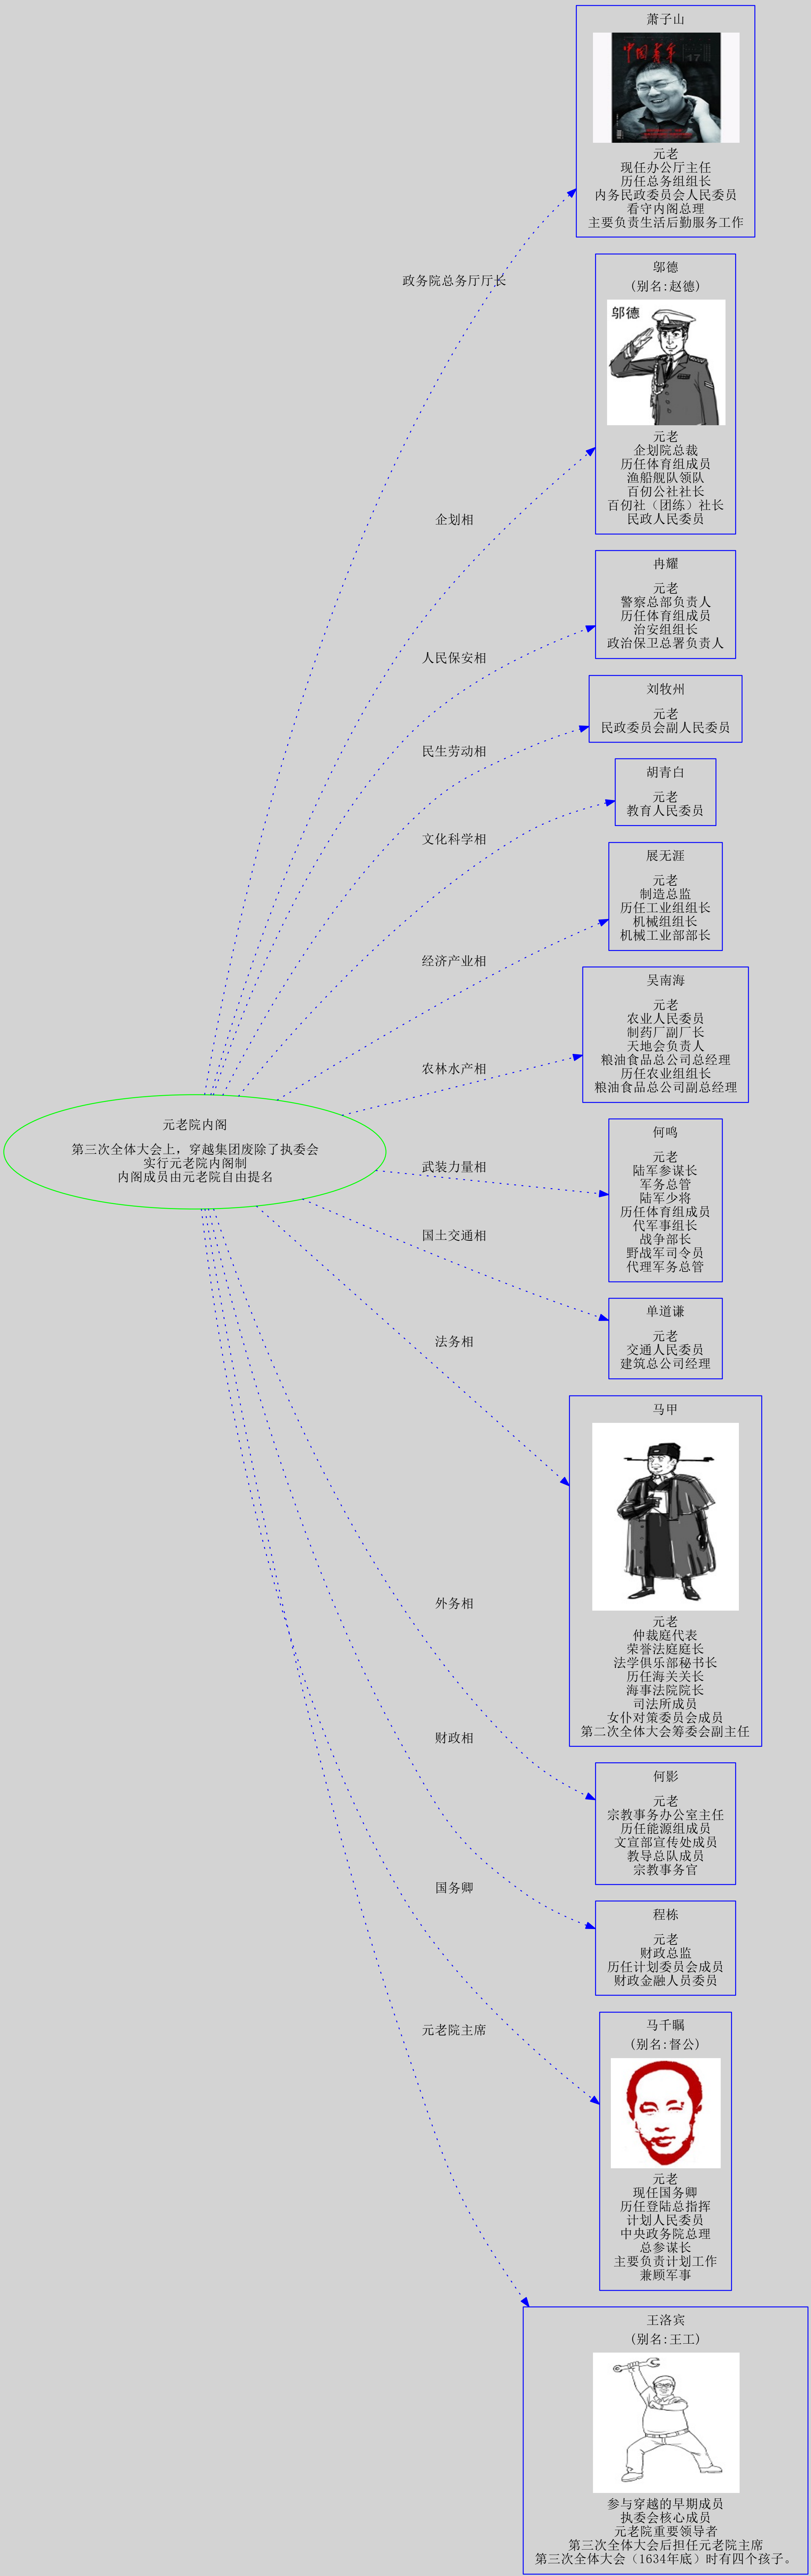 萧子山
中国青年
17
元老
现任办公厅主任
历任总务组组长
内务民政委员会人民委员
看守内阁总理
主要负责生活后勤服务工作
政务院总务厅厅长
邬德
(别名:赵德)
邬德
元老
企划院总裁
历任体育组成员
渔船舰队领队
百仞公社社长
百仞社（团练）社长
民政人民委员
企划相
冉耀
元老
警察总部负责人
历任体育组成员
治安组组长
政治保卫总署负责人
人民保安相
刘牧州
元老
民政委员会副人民委员
民生劳动相
胡青白
元老
教育人民委员
文化科学相
展无涯
元老
制造总监
历任工业组组长
机械组组长
机械工业部部长
经济产业相
吴南海
元老
农业人民委员
制药厂副厂长
天地会负责人
粮油食品总公司总经理
历任农业组组长
粮油食品总公司副总经理
农林水产相
元老院内阁
第三次全体大会上，穿越集团废除了执委会
实行元老院内阁制
内阁成员由元老院自由提名
何鸣
元老
陆军参谋长
军务总管
陆军少将
历任体育组成员
代军事组长
战争部长
野战军司令员
代理军务总管
武装力量相
国土交通相
单道谦
元老
交通人民委员
建筑总公司经理
法务相
马甲
元老
仲裁庭代表
荣誉法庭庭长
法学俱乐部秘书长
历任海关关长
海事法院院长
司法所成员
女仆对策委员会成员
第二次全体大会筹委会副主任
外务相
何影
元老
宗教事务办公室主任
历任能源组成员
文宣部宣传处成员
教导总队成员
宗教事务官
财政相
程栋
元老
财政总监
历任计划委员会成员
财政金融人员委员
国务卿
马千瞩
(别名:督公)
元老
现任国务卿
历任登陆总指挥
计划人民委员
中央政务院总理
总参谋长
主要负责计划工作
兼顾军事
元老院主席
王洛宾
(别名:王工)
参与穿越的早期成员
执委会核心成员
元老院重要领导者
第三次全体大会后担任元老院主席
第三次全体大会（1634年底）时有四个孩子。